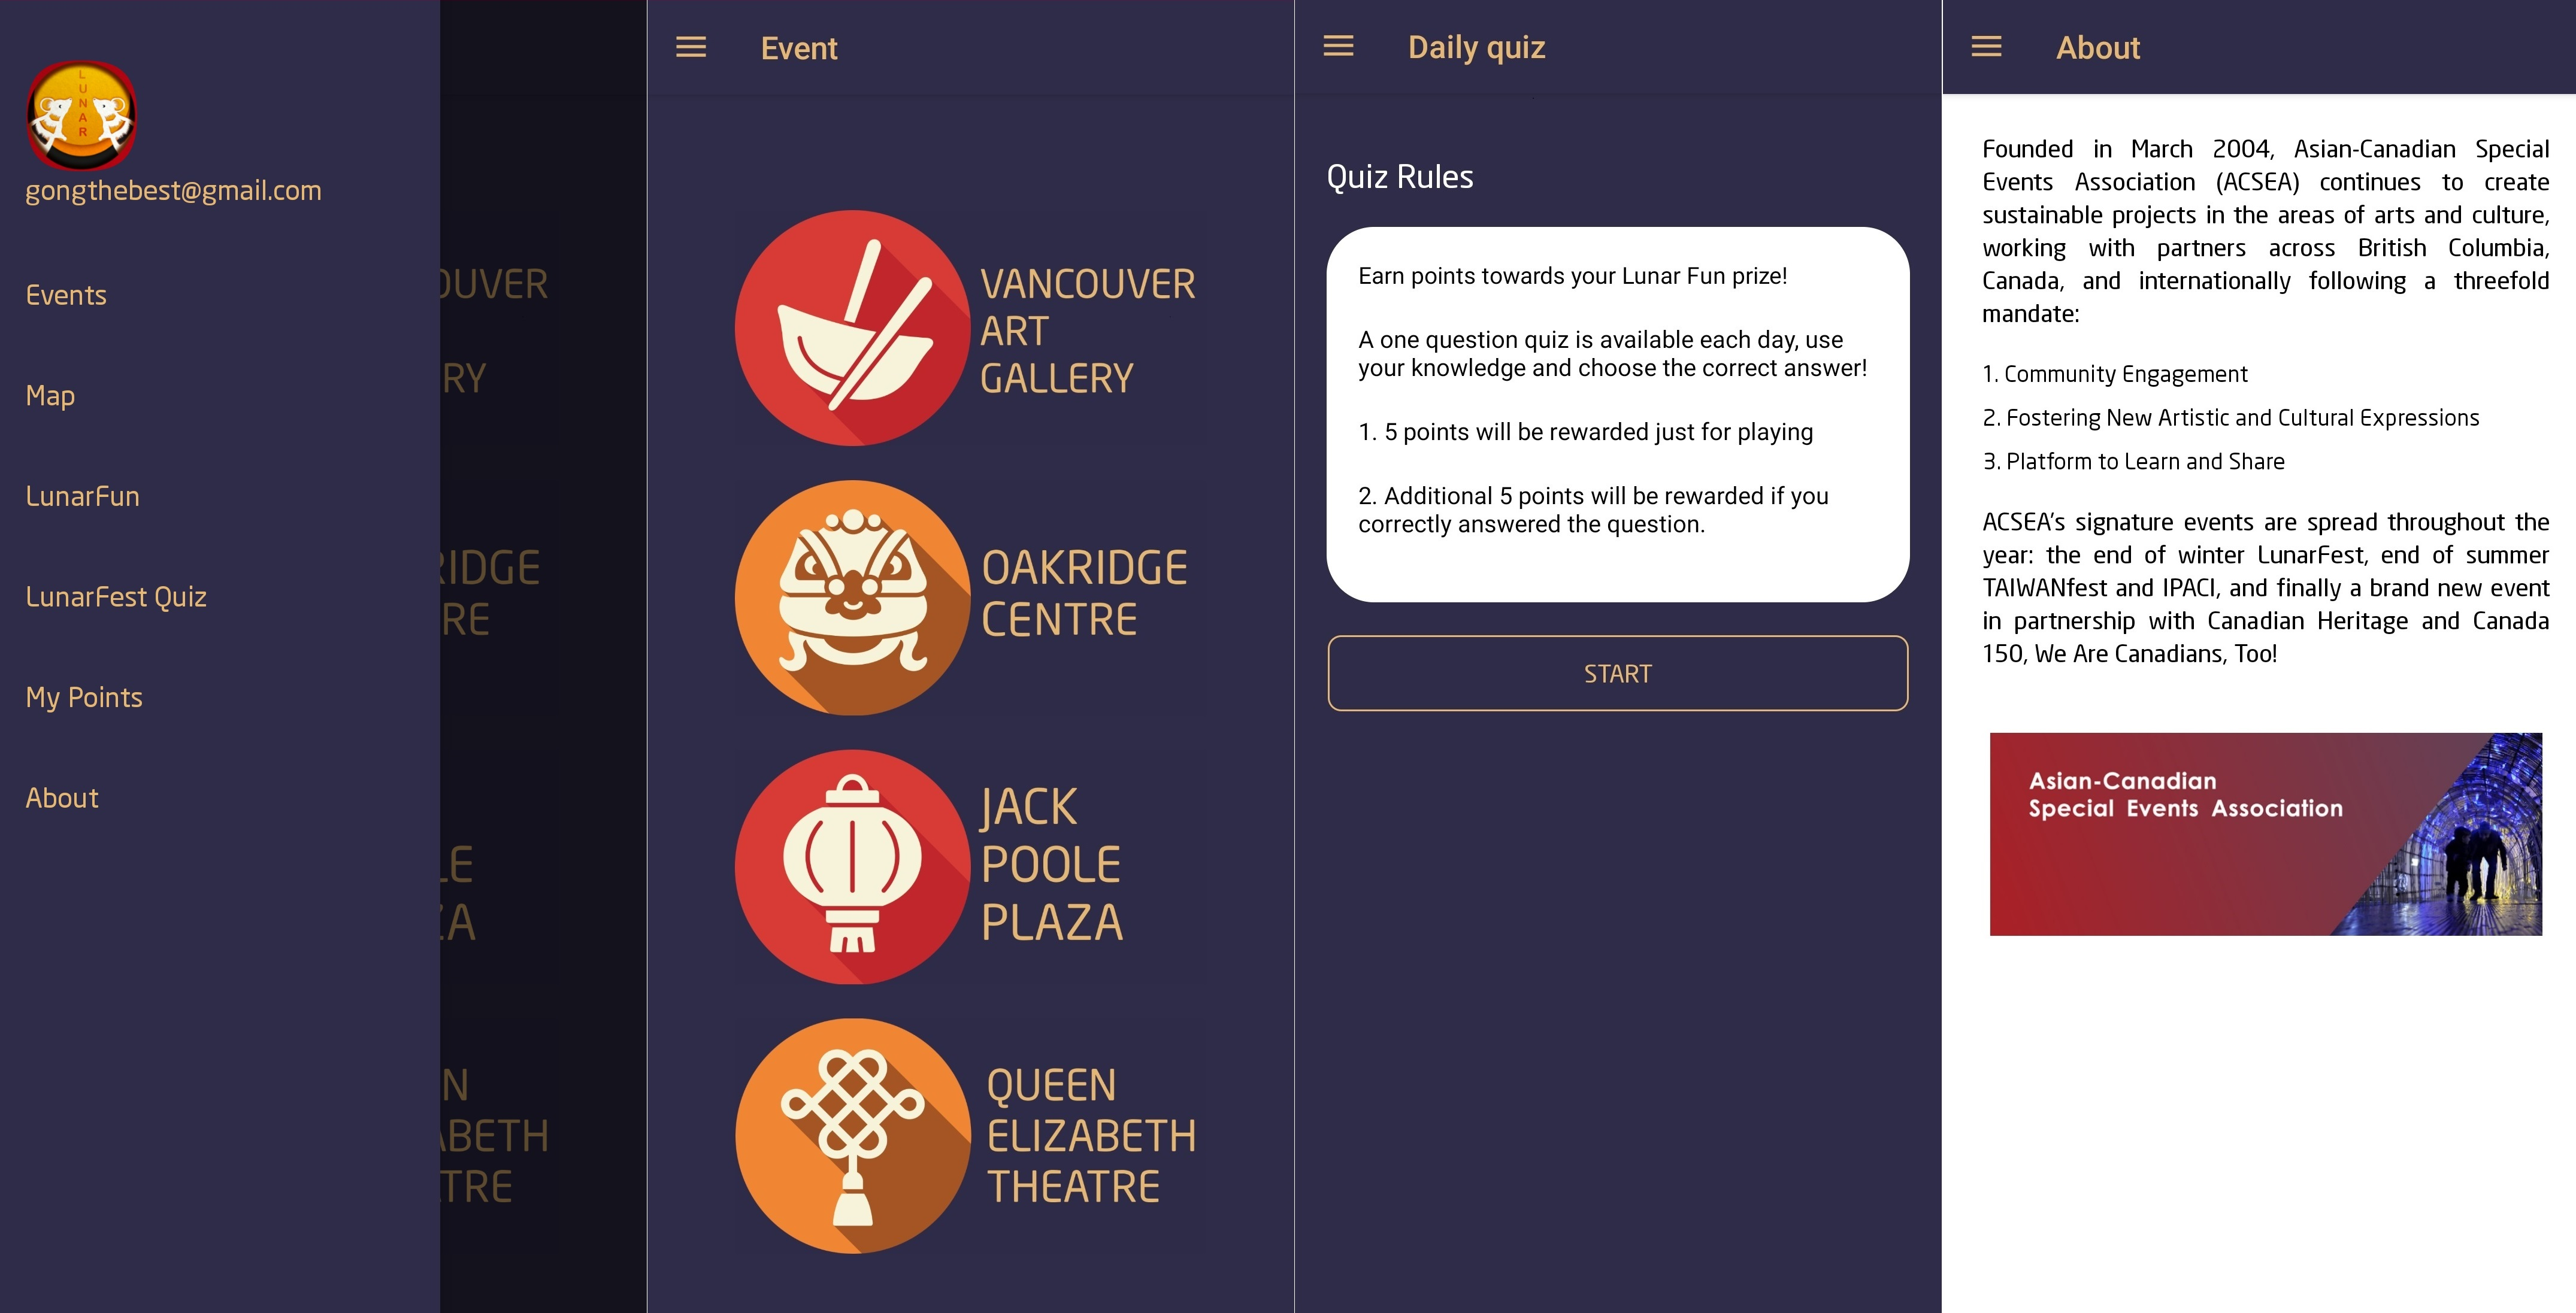 LUNAR
gongthebest@gmail.com
Events
Map
LunarFun
LunarFest Quiz
My Points
About
OUVER
RY
RIDGE
RE
LE
ZA
N
ABETH
TRE
Event
VANCOUVER
ART
GALLERY
OAKRIDGE
CENTRE
JACK
POOLE
PLAZA
QUEEN
ELIZABETH
THEATRE
Daily quiz
Quiz Rules
Earn points towards your Lunar Fun prize!
A one question quiz is available each day, use
your knowledge and choose the correct answer!
1. 5 points will be rewarded just for playing
2. Additional 5 points will be rewarded if you
correctly answered the question.
START
About
Founded in March 2004, Asian-Canadian Special
Events Association (ACSEA) continues to create
sustainable projects in the areas of arts and culture,
working with partners across British Columbia,
Canada, and internationally following a threefold
mandate:
1. Community Engagement
2. Fostering New Artistic and Cultural Expressions
3. Platform to Learn and Share
ACSEA's signature events are spread throughout the
year: the end of winter LunarFest, end of summer
TAIWANfest and IPACI, and finally a brand new event
in partnership with Canadian Heritage and Canada
150, We Are Canadians, Too!
Asian-Canadian
Special Events Association